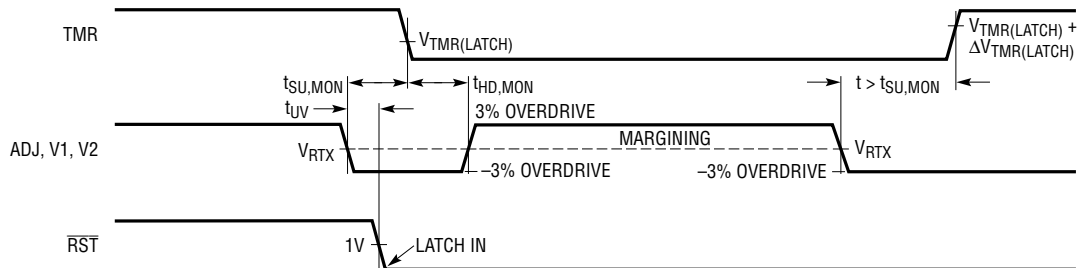 TMR
VTMR(LATCH)
VTMR(LATCH) +
ΔVTMR(LATCH)
tSU,MON
tHD,MON
t > tSU,MON
tUV
3% OVERDRIVE
ADJ, V1, V2
VRTX
MARGINING
VRTX
–3% OVERDRIVE
–3% OVERDRIVE
RST
1V
LATCH IN